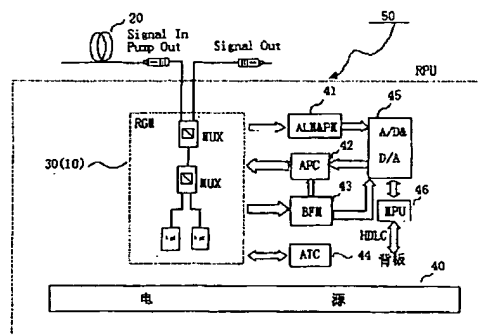 20
Signal In
Pump Out
Signal Out
50
RPU
41
45
RGM
ALM&PM
A/D&
D/A
MUX
42
APC
30(10)
MUX
43
46
BFM
MPU
HDLC
ATC
44
背板
40
电 源